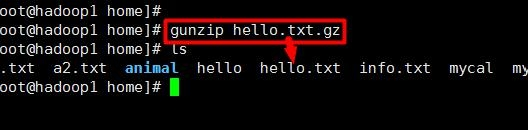 oot@hadoop1 home]#
oot@hadoop1 home]# gunzip hello.txt.gz
oot@hadoop1 home]# ls
.txt a2.txt animal hello hello.txt info.txt mycal my
oot@hadoop1 home]#